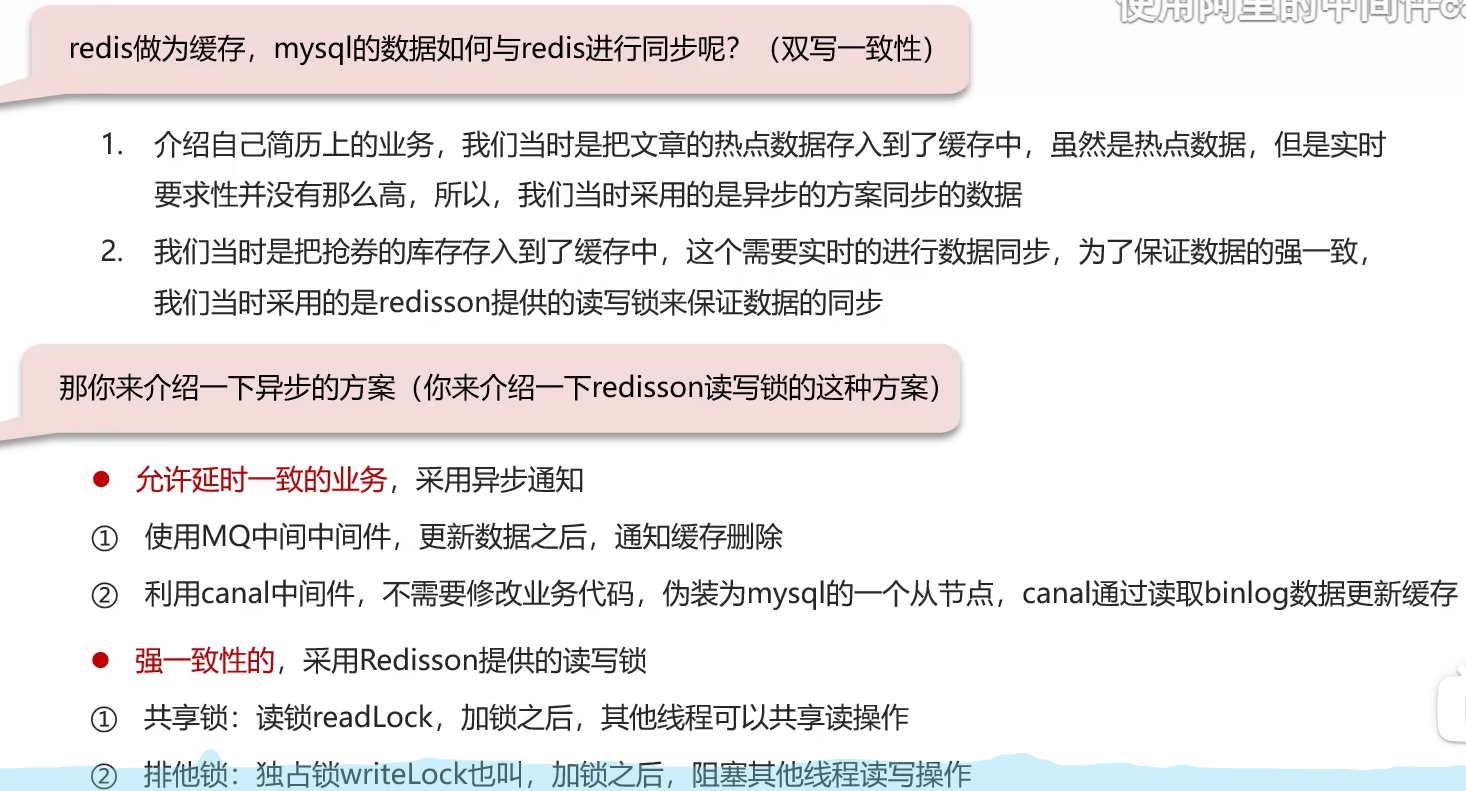 使用阿里的中间件
redis做为缓存，mysql的数据如何与redis进行同步呢？（双写一致性）
1. 介绍自己简历上的业务，我们当时是把文章的热点数据存入到了缓存中，虽然是热点数据，但是实时
要求性并没有那么高，所以，我们当时采用的是异步的方案同步的数据
2. 我们当时是把抢券的库存存入到了缓存中，这个需要实时的进行数据同步，为了保证数据的强一致，
我们当时采用的是redisson提供的读写锁来保证数据的同步
那你来介绍一下异步的方案（你来介绍一下redisson读写锁的这种方案）
● 允许延时一致的业务，采用异步通知
① 使用MQ中间中间件，更新数据之后，通知缓存删除
② 利用canal中间件，不需要修改业务代码，伪装为mysql的一个从节点，canal通过读取binlog数据更新缓存
● 强一致性的，采用Redisson提供的读写锁
① 共享锁：读锁readLock，加锁之后，其他线程可以共享读操作
② 排他锁：独占锁writeLock也叫，加锁之后，阻塞其他线程读写操作